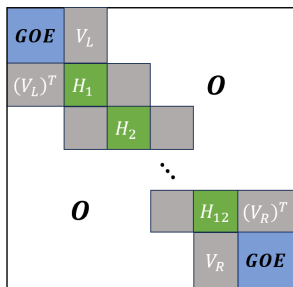 GOE V_L
(V_L)^T H_1 O
H_2
⋱
O H_12 (V_R)^T
V_R GOE